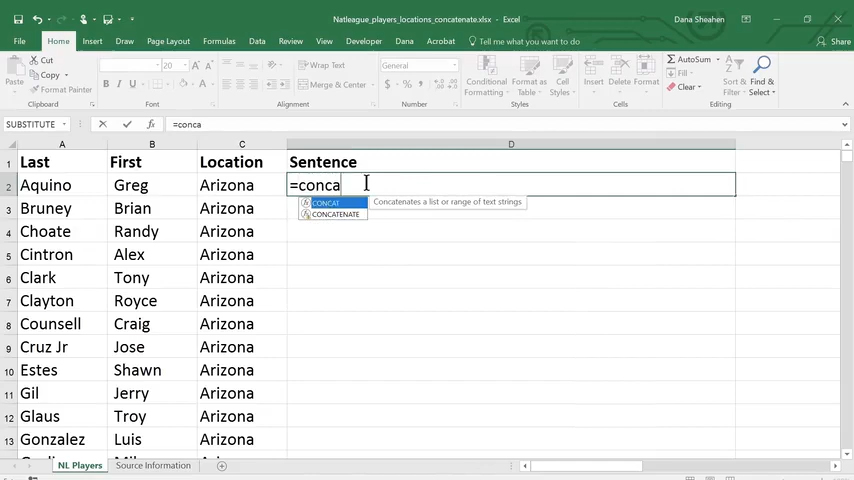 Natleague_players_locations_concatenate.xlsx - Excel
Dana Sheahen
File Home Insert Draw Page Layout Formulas Data Review View Developer Dana Acrobat Tell me what you want to do Share
Cut
Copy
Format Painter
Paste
Clipboard
20
B I U
Font
Wrap Text
Merge & Center
Alignment
General
$ % ,
Number
Conditional Formatting
Format as Table
Cell Styles
Styles
Insert Delete Format
Cells
AutoSum
Fill
Clear
Sort & Filter
Find & Select
Editing
SUBSTITUTE fx =conca
A B C D
1 Last First Location Sentence
2 Aquino Greg Arizona =conca
CONCAT Concatenates a list or range of text strings
CONCATENATE
3 Bruney Brian Arizona
4 Choate Randy Arizona
5 Cintron Alex Arizona
6 Clark Tony Arizona
7 Clayton Royce Arizona
8 Counsell Craig Arizona
9 Cruz Jr Jose Arizona
10 Estes Shawn Arizona
11 Gil Jerry Arizona
12 Glaus Troy Arizona
13 Gonzalez Luis Arizona
NL Players Source Information